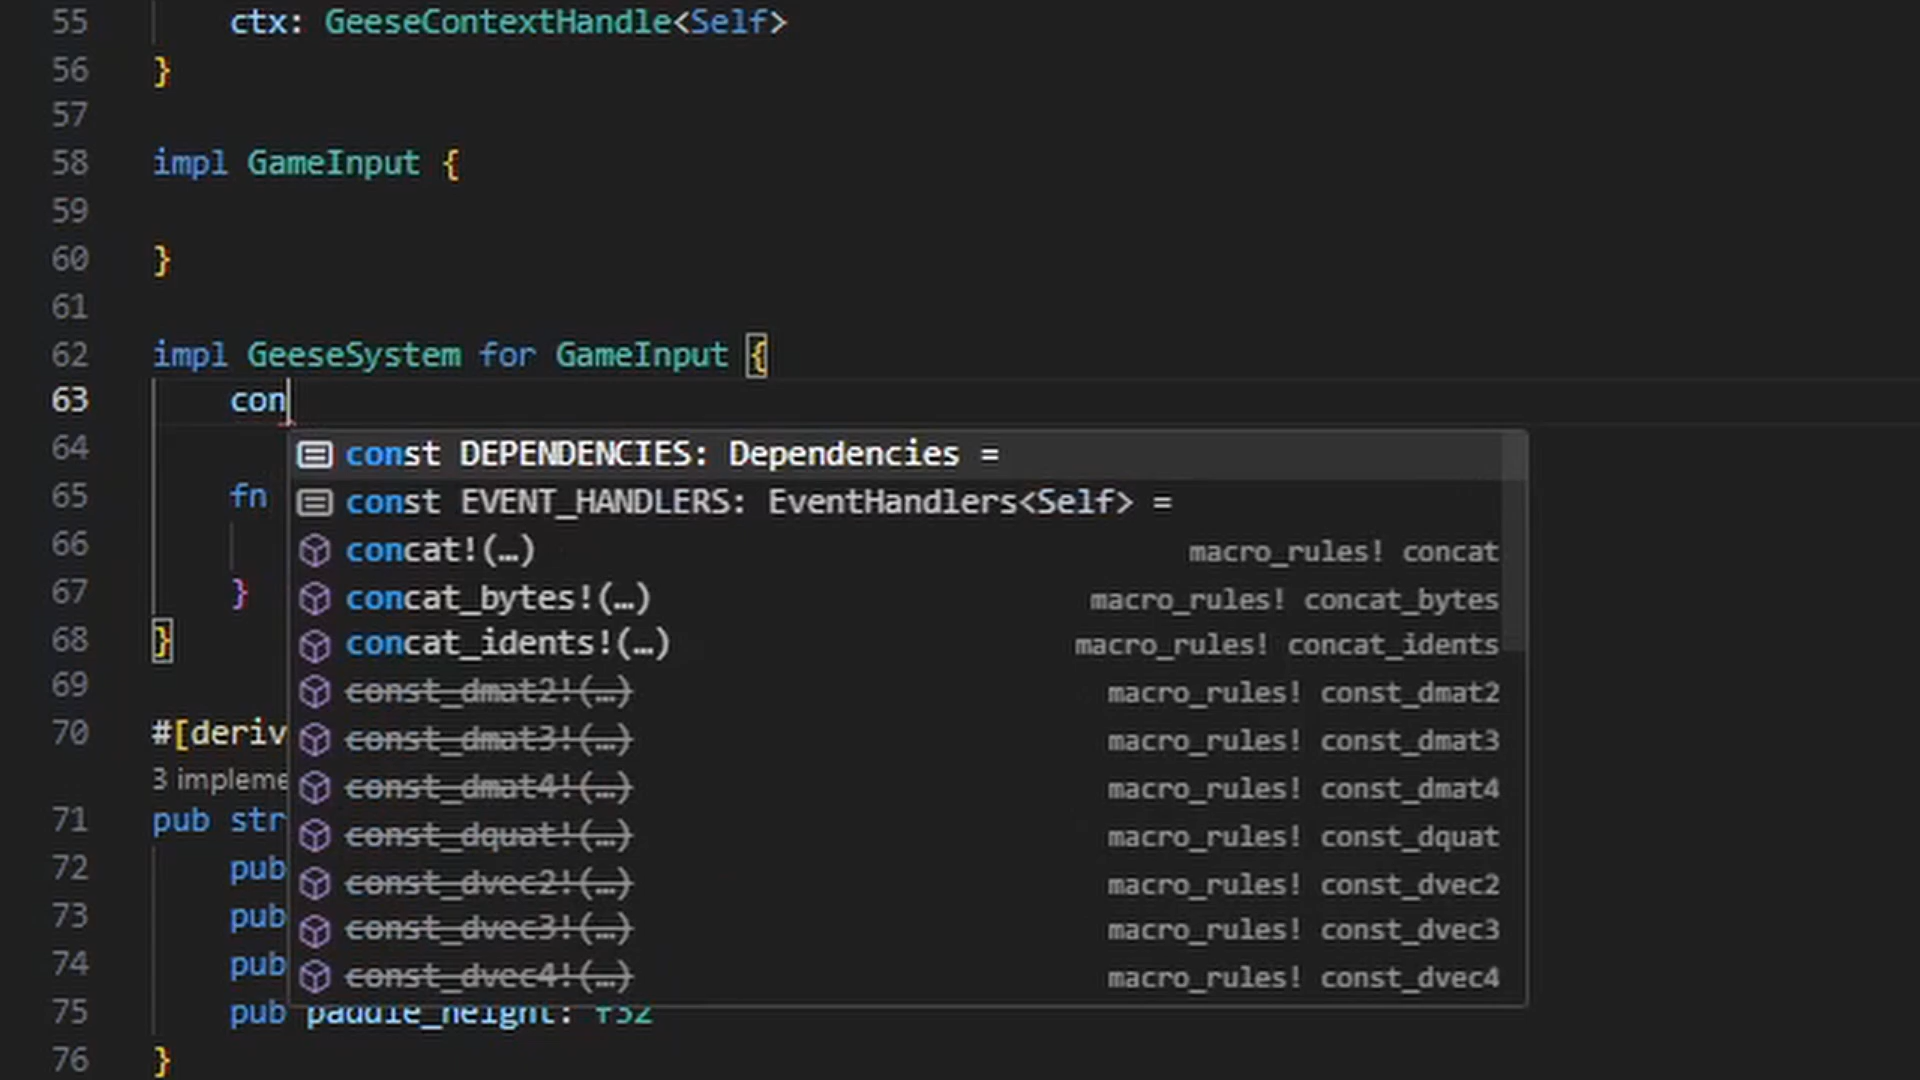 55 ctx: GeeseContextHandle<Self>
56 }
57
58 impl GameInput {
59
60 }
61
62 impl GeeseSystem for GameInput {
63 con
const DEPENDENCIES: Dependencies =
64
const EVENT_HANDLERS: EventHandlers<Self> =
65 fn
concat!(…) macro_rules! concat
66
concat_bytes!(…) macro_rules! concat_bytes
67 }
concat_idents!(…) macro_rules! concat_idents
68 }
const_dmat2!(…) macro_rules! const_dmat2
69
const_dmat3!(…) macro_rules! const_dmat3
70 #[deriv
const_dmat4!(…) macro_rules! const_dmat4
3 impleme
const_dquat!(…) macro_rules! const_dquat
71 pub str
const_dvec2!(…) macro_rules! const_dvec2
72 pub
const_dvec3!(…) macro_rules! const_dvec3
73 pub
const_dvec4!(…) macro_rules! const_dvec4
74 pub
75 pub paddle_height: f32
76 }